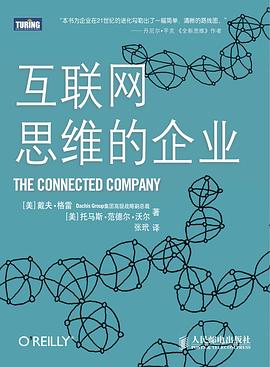 TURING
“本书为企业在21世纪的进化勾勒出了一幅简单、清晰的路线图。”
——丹尼尔·平克《全新思维》作者
互联网
思维的企业
THE CONNECTED COMPANY
[美] 戴夫·格雷 Dachis Group集团高级战略副总裁
[美] 托马斯·范德尔·沃尔 著
张玳 译
O'REILLY
人民邮电出版社
POSTS & TELECOM PRESS